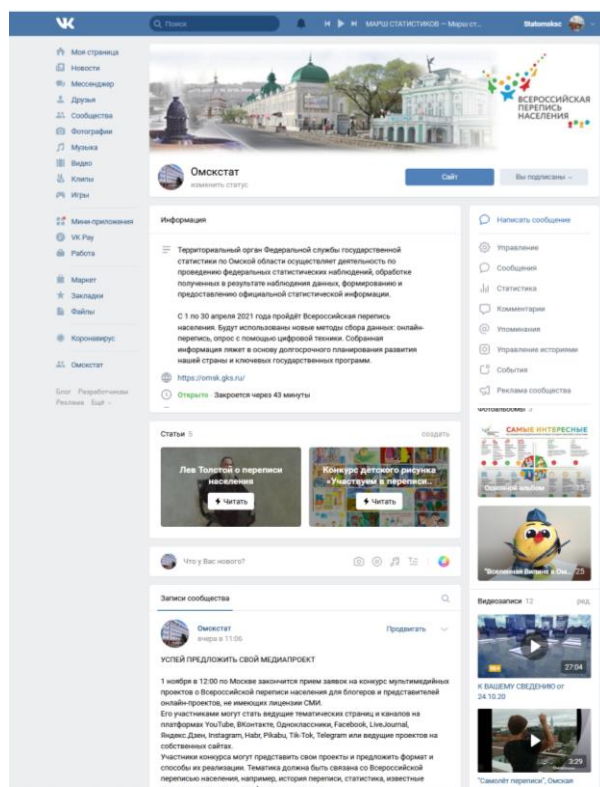 Поиск
МАРШ СТАТИСТИКОВ — Марш ст...
Statomskoc
Моя страница
Новости
Мессенджер
Друзья
Сообщества
Фотографии
Музыка
Видео
Клипы
Игры
Мини-приложения
VK Pay
Работа
Маркет
Закладки
Файлы
Коронавирус
Омскстат
Блог Разработчикам
Реклама Ещё
ВСЕРОССИЙСКАЯ
ПЕРЕПИСЬ
НАСЕЛЕНИЯ
Омскстат
изменить статус
Сайт
Вы подписаны
Информация
Территориальный орган Федеральной службы государственной
статистики по Омской области осуществляет деятельность по
проведению федеральных статистических наблюдений, обработке
полученных в результате наблюдения данных, формированию и
предоставлению официальной статистической информации.
С 1 по 30 апреля 2021 года пройдёт Всероссийская перепись
населения. Будут использованы новые методы сбора данных: онлайн-
перепись, опрос с помощью цифровой техники. Собранная
информация ляжет в основу долгосрочного планирования развития
нашей страны и ключевых государственных программ.
https://omsk.gks.ru/
Открыто Закроется через 43 минуты
Статьи 5
создать
Лев Толстой о переписи
населения
Читать
Конкурс детского рисунка
«Участвуем в переписи...
Читать
Что у Вас нового?
Записи сообщества
Омскстат
вчера в 11:06
Продвигать
УСПЕЙ ПРЕДЛОЖИТЬ СВОЙ МЕДИАПРОЕКТ
1 ноября в 12:00 по Москве закончится прием заявок на конкурс мультимедийных
проектов о Всероссийской переписи населения для блогеров и представителей
онлайн-проектов, не имеющих лицензии СМИ.
Его участниками могут стать ведущие тематических страниц и каналов на
платформах YouTube, ВКонтакте, Одноклассники, Facebook, LiveJournal,
Яндекс.Дзен, Instagram, Habr, Pikabu, Tik-Tok, Telegram или ведущие проектов на
собственных сайтах.
Участники конкурса могут представить свои проекты и предложить формат и
способы их реализации. Тематика должна быть связана со Всероссийской
переписью населения, например, история переписи, статистика, известные
Написать сообщение
Управление
Сообщения
Статистика
Комментарии
Упоминания
Управление историями
События
Реклама сообщества
Фотоальбомы 3
САМЫЕ ИНТЕРЕСНЫЕ
Основной альбом 13
"Вселенная Випина в Ом... 25
Видеозаписи 12
ред.
27:04
К ВАШЕМУ СВЕДЕНИЮ от
24.10.20
3:29
"Самолёт переписи", Омская